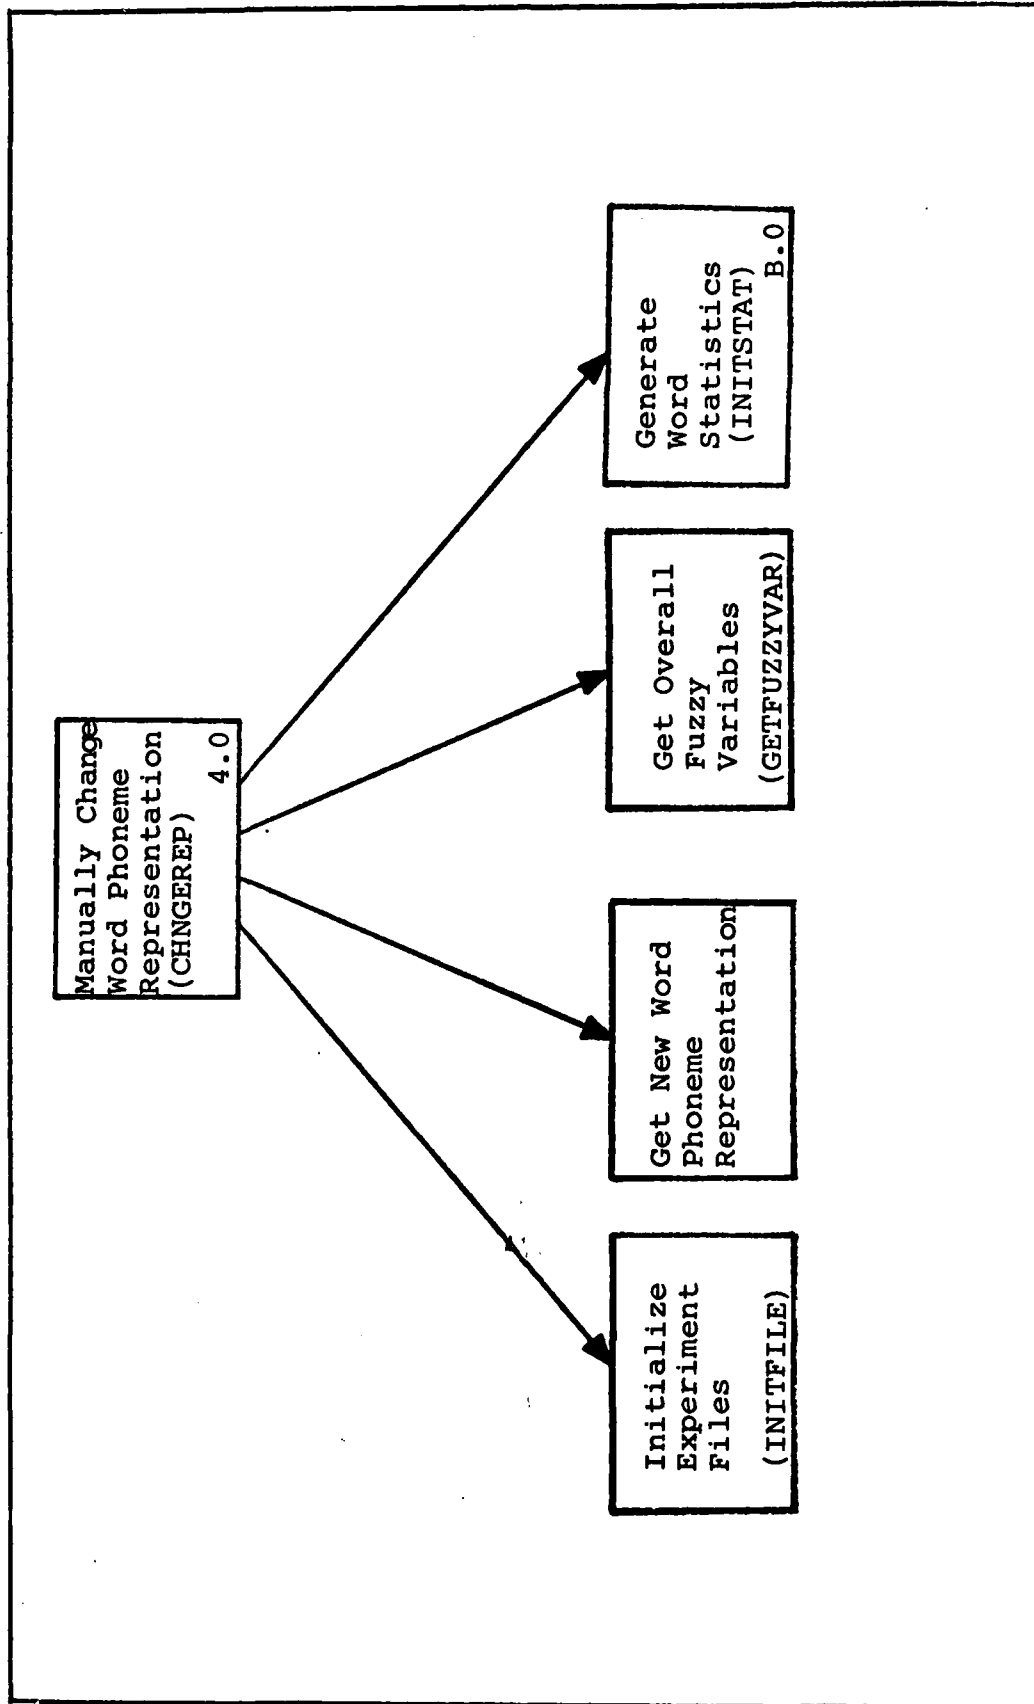 Manually Change
Word Phoneme
Representation
(CHNGEREP)
4.0
Initialize
Experiment
Files
(INITFILE)
Get New Word
Phoneme
Representation
Get Overall
Fuzzy
Variables
(GETFUZZYVAR)
Generate
Word
Statistics
(INITSTAT)
B.0